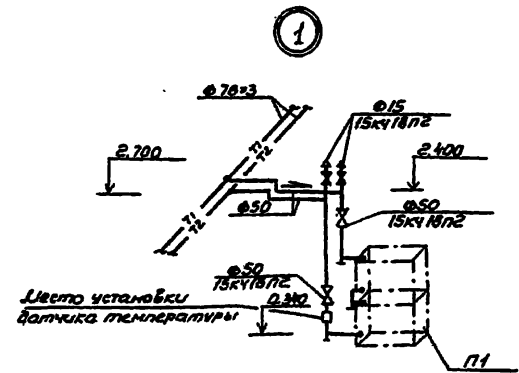 1
Ф76×3
Ф15
15кч18п2
2.700
2.400
Т1
Т2
Ф50
Ф50
15кч18п2
Т1
Т2
Ф50
15кч18п2
Место установки
датчика температуры
0.340
П1